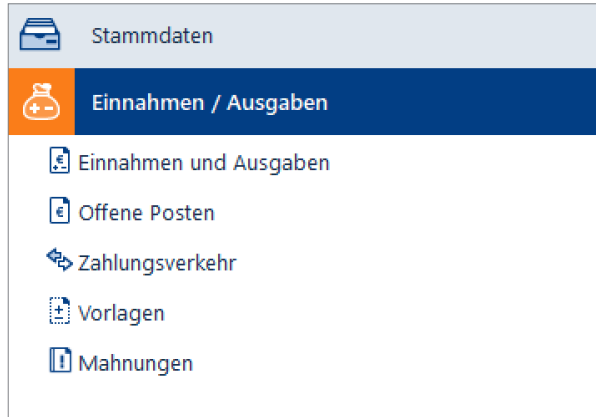 Stammdaten
Einnahmen / Ausgaben
Einnahmen und Ausgaben
Offene Posten
Zahlungsverkehr
Vorlagen
Mahnungen